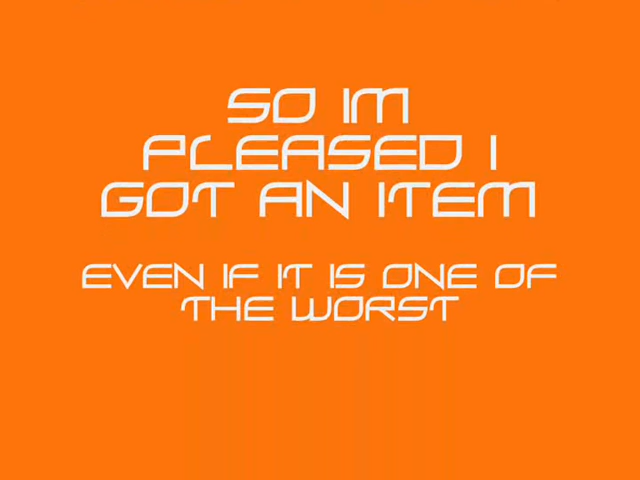 SO IM
PLEASED I
GOT AN ITEM
EVEN IF IT IS ONE OF
THE WORST